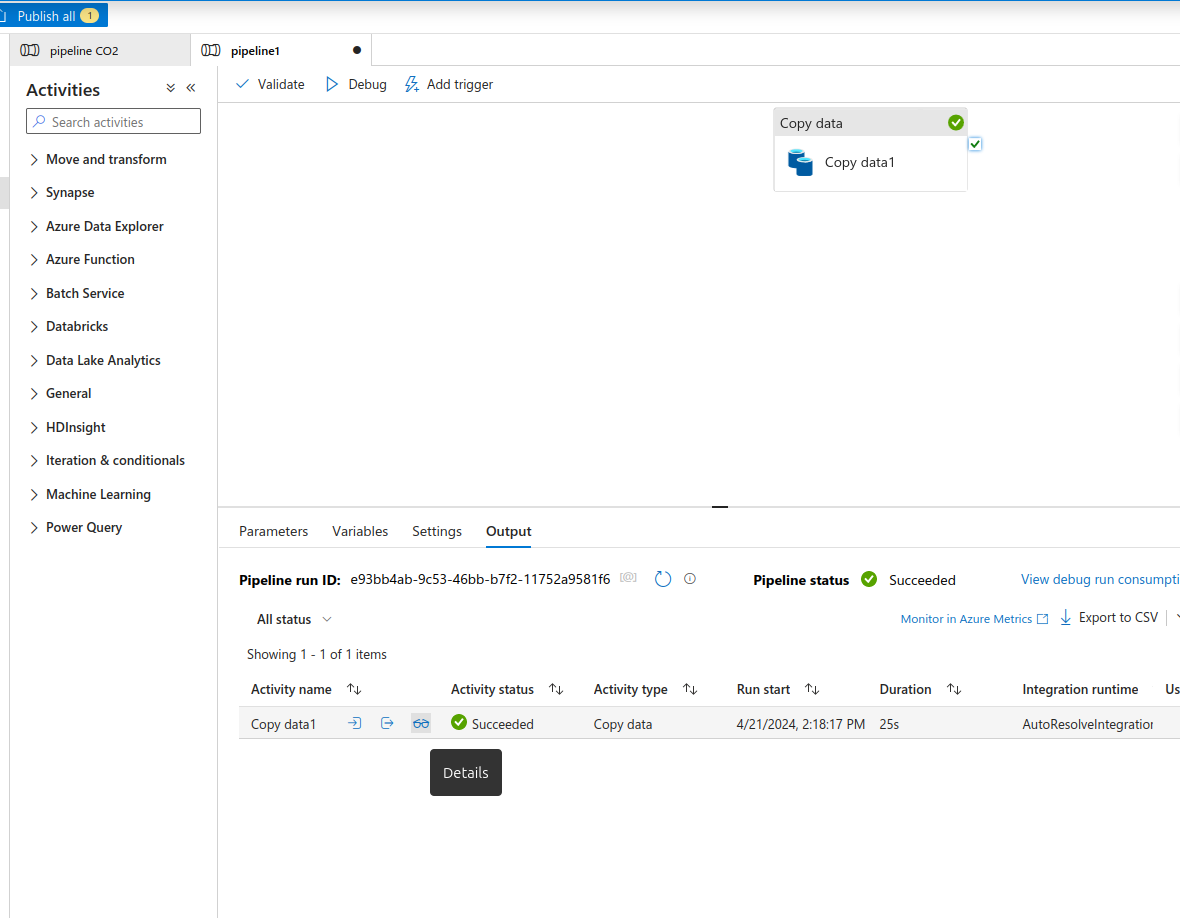 Publish all 1
pipeline CO2
pipeline1
Activities
Search activities
Move and transform
Synapse
Azure Data Explorer
Azure Function
Batch Service
Databricks
Data Lake Analytics
General
HDInsight
Iteration & conditionals
Machine Learning
Power Query
Validate Debug Add trigger
Copy data
Copy data1
Parameters Variables Settings Output
Pipeline run ID: e93bb4ab-9c53-46bb-b7f2-11752a9581f6 [@] Pipeline status Succeeded View debug run consumpti
All status Monitor in Azure Metrics Export to CSV
Showing 1 - 1 of 1 items
Activity name Activity status Activity type Run start Duration Integration runtime Us
Copy data1 Succeeded Copy data 4/21/2024, 2:18:17 PM 25s AutoResolveIntegration
Details